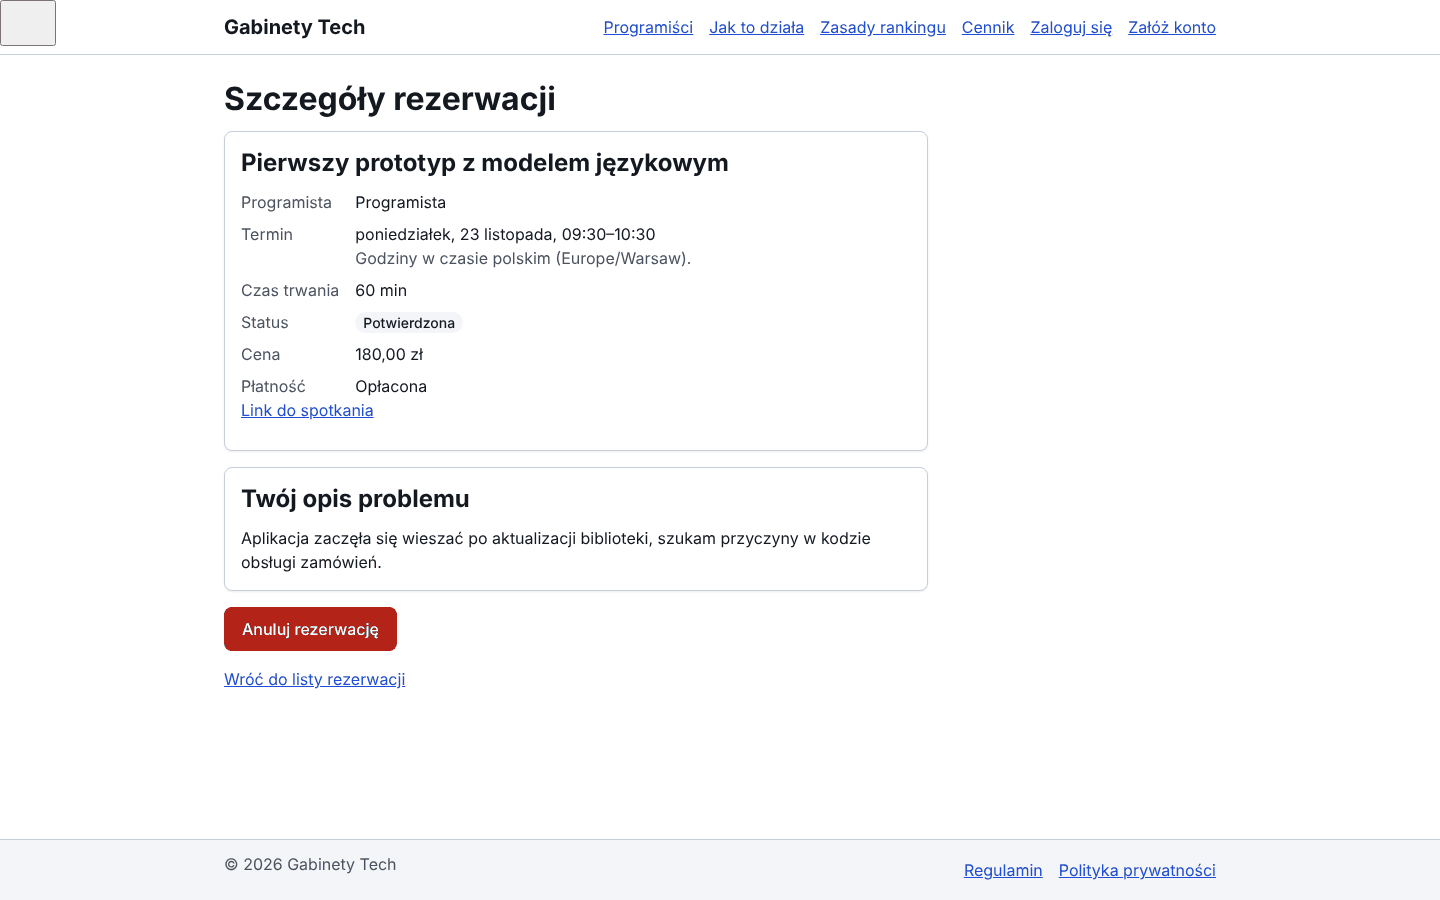 Gabinety Tech
Programiści Jak to działa Zasady rankingu Cennik Zaloguj się Załóż konto
Szczegóły rezerwacji
Pierwszy prototyp z modelem językowym
Programista Programista
Termin poniedziałek, 23 listopada, 09:30–10:30
Godziny w czasie polskim (Europe/Warsaw).
Czas trwania 60 min
Status Potwierdzona
Cena 180,00 zł
Płatność Opłacona
Link do spotkania
Twój opis problemu
Aplikacja zaczęła się wieszać po aktualizacji biblioteki, szukam przyczyny w kodzie
obsługi zamówień.
Anuluj rezerwację
Wróć do listy rezerwacji
© 2026 Gabinety Tech
Regulamin Polityka prywatności